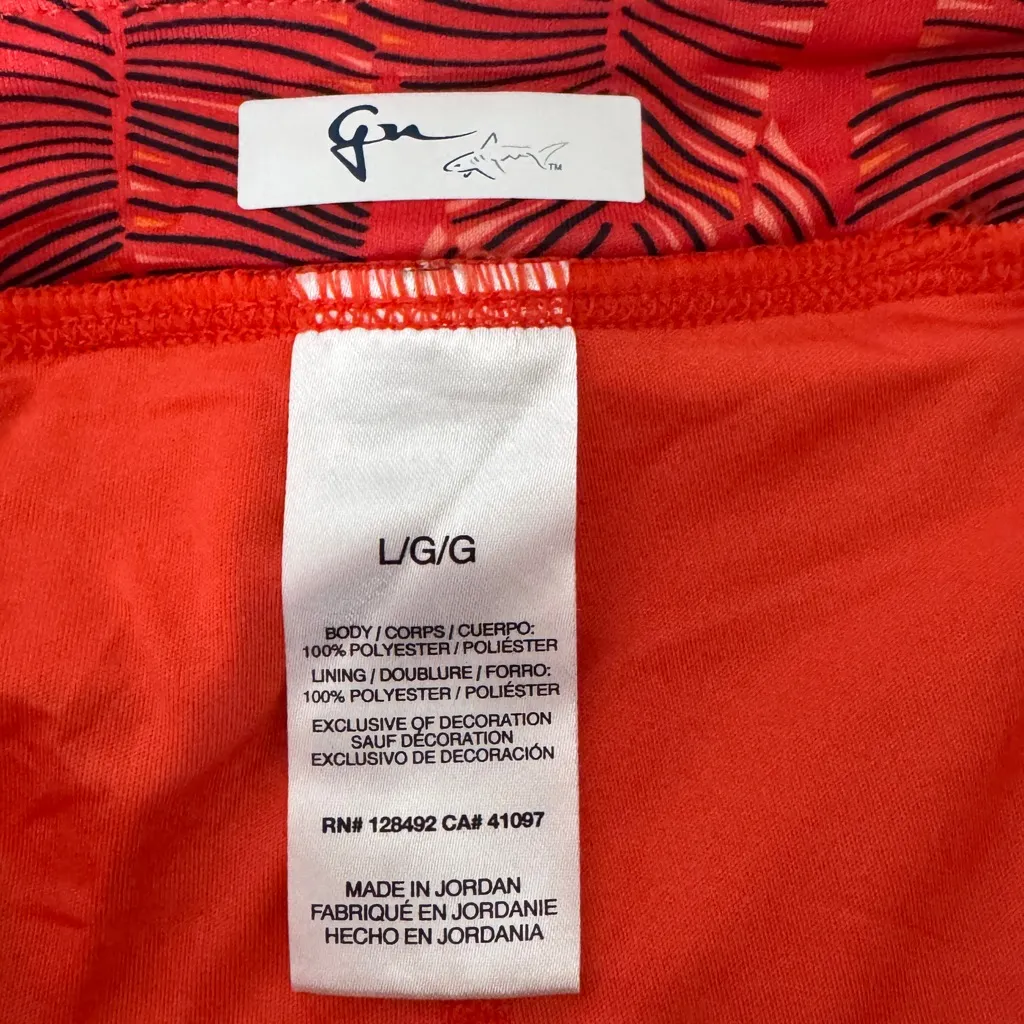 GN
TM
L/G/G
BODY / CORPS / CUERPO:
100% POLYESTER / POLIÉSTER
LINING / DOUBLURE / FORRO:
100% POLYESTER / POLIÉSTER
EXCLUSIVE OF DECORATION
SAUF DÉCORATION
EXCLUSIVO DE DECORACIÓN
RN# 128492 CA# 41097
MADE IN JORDAN
FABRIQUÉ EN JORDANIE
HECHO EN JORDANIA